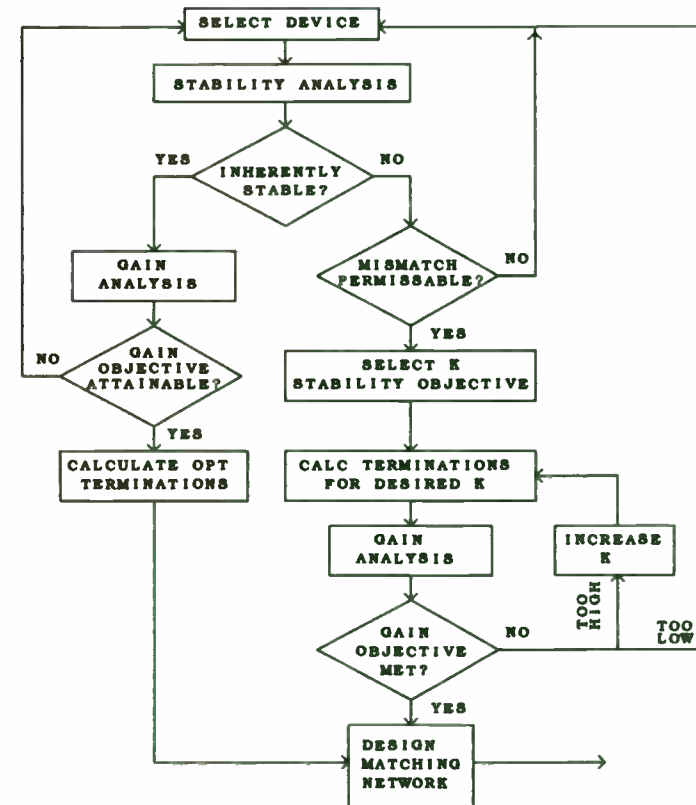 SELECT DEVICE
STABILITY ANALYSIS
YES
NO
INHERENTLY
STABLE?
GAIN
ANALYSIS
MISMATCH
PERMISSABLE?
NO
YES
NO
GAIN
OBJECTIVE
ATTAINABLE?
SELECT K
STABILITY OBJECTIVE
YES
CALCULATE OPT
TERMINATIONS
CALC TERMINATIONS
FOR DESIRED K
GAIN
ANALYSIS
INCREASE
K
TOO
HIGH
TOO
LOW
NO
GAIN
OBJECTIVE
MET?
YES
DESIGN
MATCHING
NETWORK